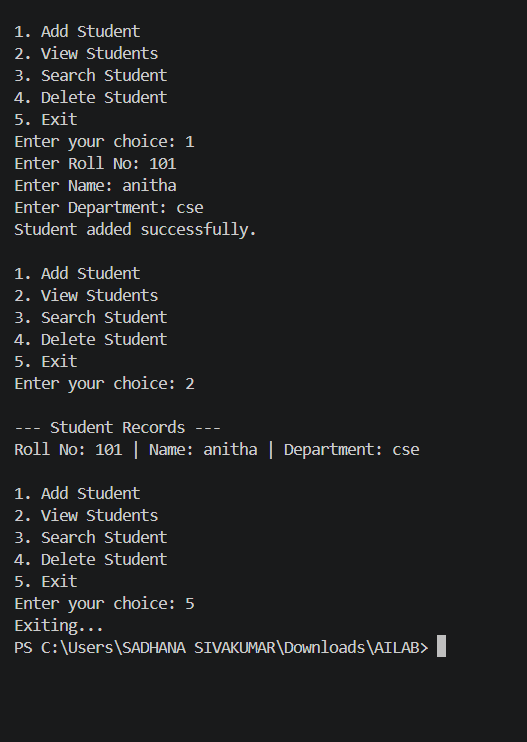 1. Add Student
2. View Students
3. Search Student
4. Delete Student
5. Exit
Enter your choice: 1
Enter Roll No: 101
Enter Name: anitha
Enter Department: cse
Student added successfully.
1. Add Student
2. View Students
3. Search Student
4. Delete Student
5. Exit
Enter your choice: 2
--- Student Records ---
Roll No: 101 | Name: anitha | Department: cse
1. Add Student
2. View Students
3. Search Student
4. Delete Student
5. Exit
Enter your choice: 5
Exiting...
PS C:\Users\SADHANA SIVAKUMAR\Downloads\AILAB>